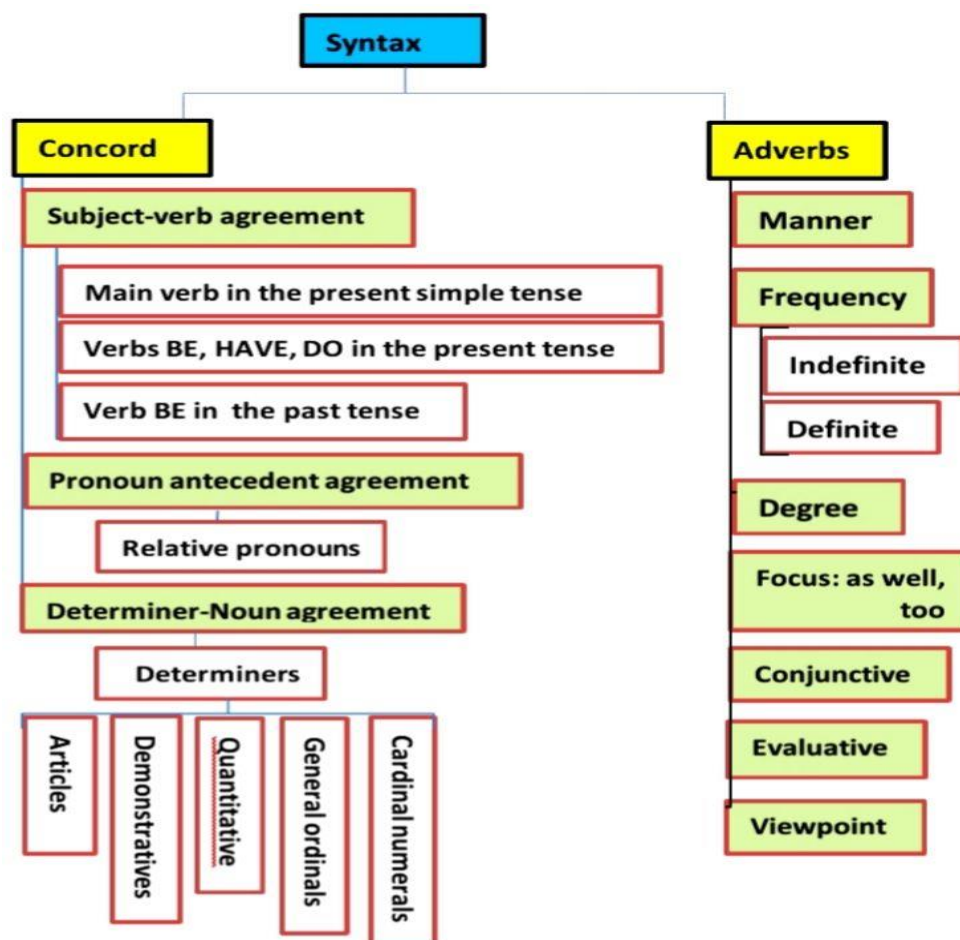 Syntax
Concord
Subject-verb agreement
Main verb in the present simple tense
Verbs BE, HAVE, DO in the present tense
Verb BE in the past tense
Pronoun antecedent agreement
Relative pronouns
Determiner-Noun agreement
Determiners
Articles
Demonstratives
Quantitative
General ordinals
Cardinal numerals
Adverbs
Manner
Frequency
Indefinite
Definite
Degree
Focus: as well,
too
Conjunctive
Evaluative
Viewpoint